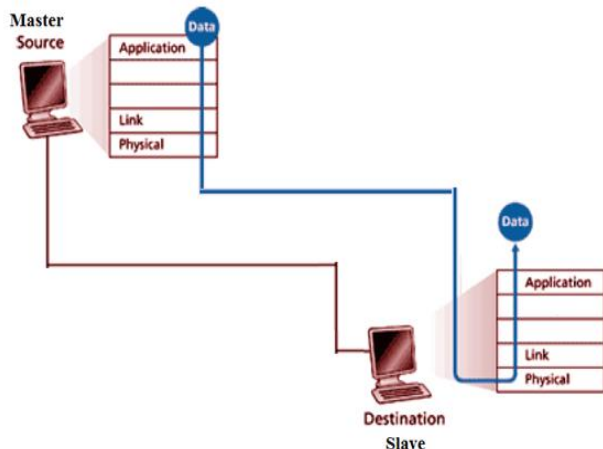 Master
Source
Data
Application
Link
Physical
Data
Application
Link
Physical
Destination
Slave